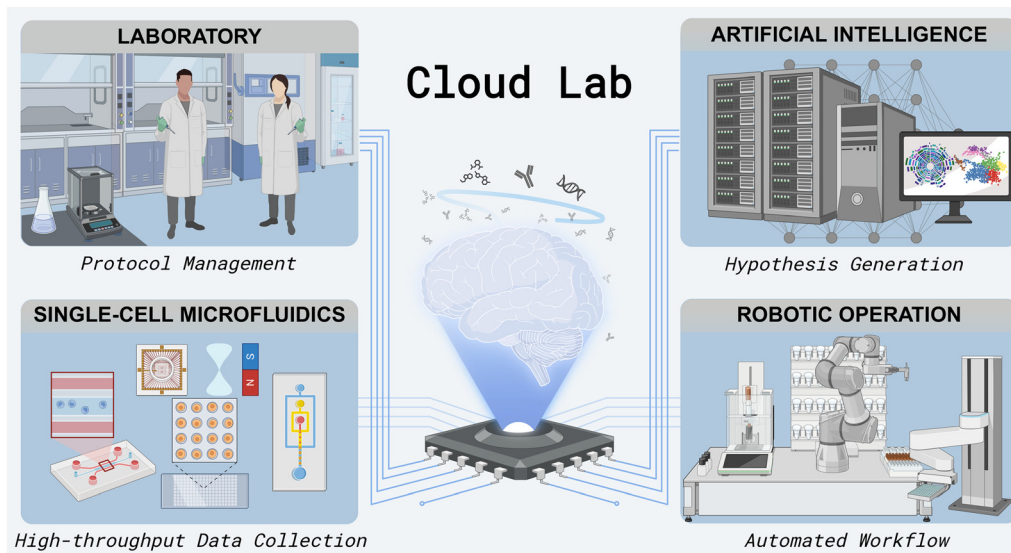 LABORATORY
Protocol Management
Cloud Lab
ARTIFICIAL INTELLIGENCE
Hypothesis Generation
SINGLE-CELL MICROFLUIDICS
S
N
High-throughput Data Collection
ROBOTIC OPERATION
Automated Workflow